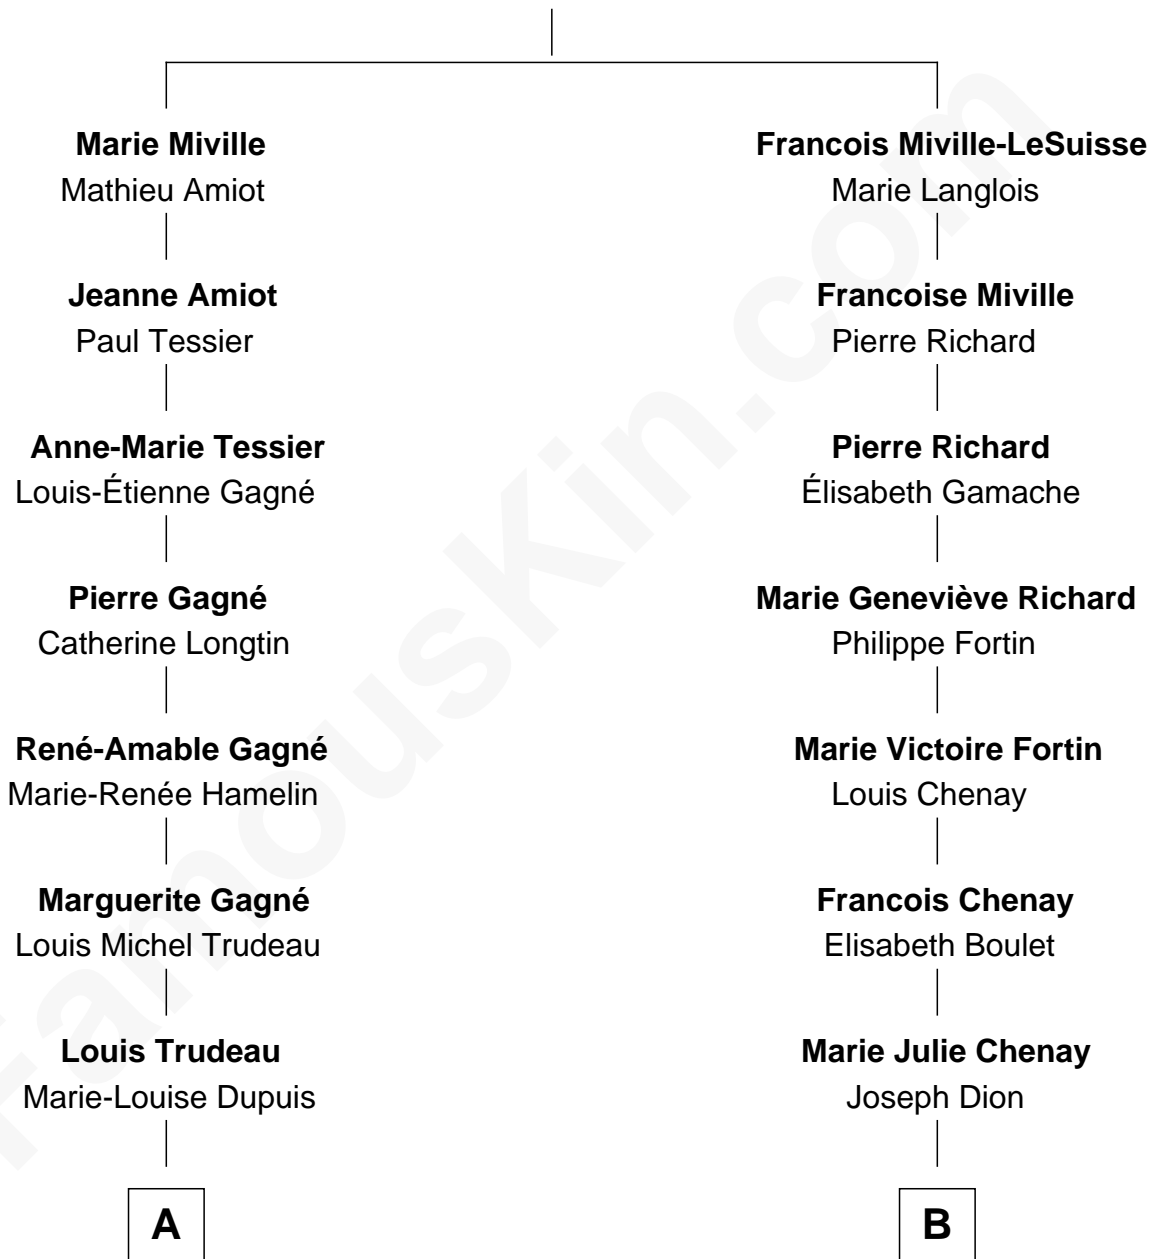 Marie Miville
Mathieu Amiot
Jeanne Amiot
Paul Tessier
Anne-Marie Tessier
Louis-Étienne Gagné
Pierre Gagné
Catherine Longtin
René-Amable Gagné
Marie-Renée Hamelin
Marguerite Gagné
Louis Michel Trudeau
Louis Trudeau
Marie-Louise Dupuis
A
Francois Miville-LeSuisse
Marie Langlois
Francoise Miville
Pierre Richard
Pierre Richard
Élisabeth Gamache
Marie Geneviève Richard
Philippe Fortin
Marie Victoire Fortin
Louis Chenay
Francois Chenay
Elisabeth Boulet
Marie Julie Chenay
Joseph Dion
B
FamousKin.com